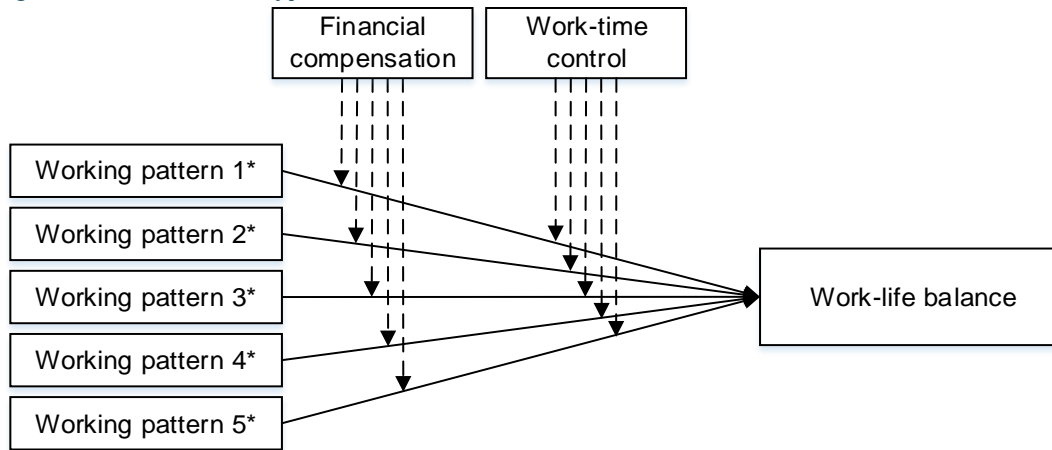 Financial
compensation
Work-time
control
Working pattern 1*
Working pattern 2*
Working pattern 3*
Working pattern 4*
Working pattern 5*
Work-life balance